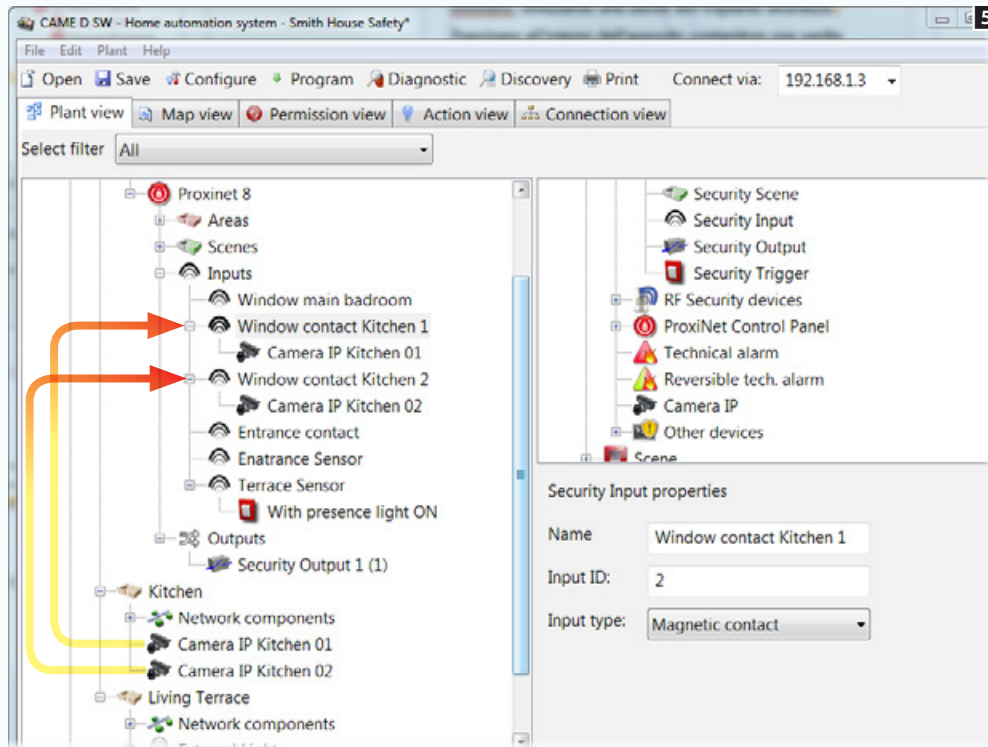 CAME D SW - Home automation system - Smith House Safety*
5
File Edit Plant Help
Open Save Configure Program Diagnostic Discovery Print Connect via: 192.168.1.3
Plant view Map view Permission view Action view Connection view
Select filter All
Proxinet 8
Areas
Scenes
Inputs
Window main badroom
Window contact Kitchen 1
Camera IP Kitchen 01
Window contact Kitchen 2
Camera IP Kitchen 02
Entrance contact
Enatrance Sensor
Terrace Sensor
With presence light ON
Outputs
Security Output 1 (1)
Kitchen
Network components
Camera IP Kitchen 01
Camera IP Kitchen 02
Living Terrace
Network components
External Light
Security Scene
Security Input
Security Output
Security Trigger
RF Security devices
ProxiNet Control Panel
Technical alarm
Reversible tech. alarm
Camera IP
Other devices
Scene
Security Input properties
Name Window contact Kitchen 1
Input ID: 2
Input type: Magnetic contact